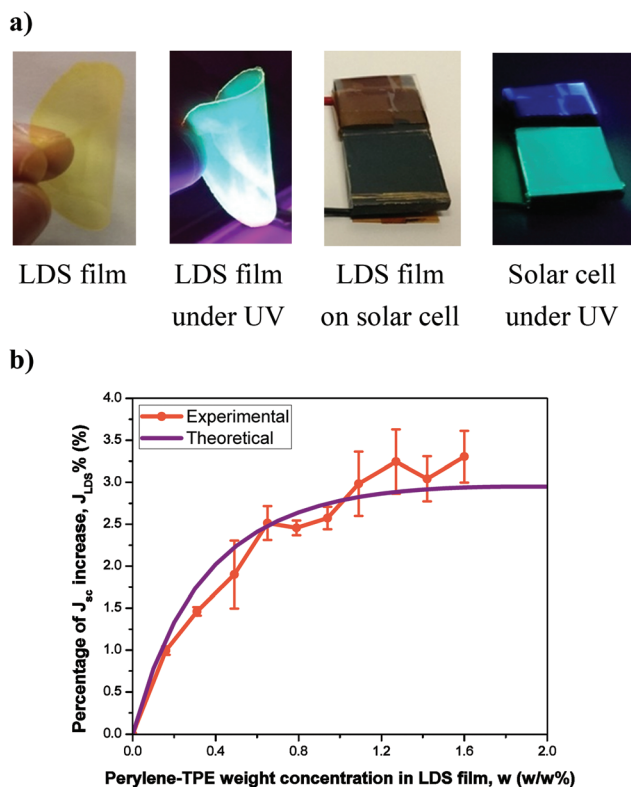 a)
LDS film
LDS film
under UV
LDS film
on solar cell
Solar cell
under UV
b)
4.0
3.5
3.0
2.5
2.0
1.5
1.0
0.5
0.0
Percentage of Jsc increase, JLDS% (%)
Experimental
Theoretical
0.0 0.4 0.8 1.2 1.6 2.0
Perylene-TPE weight concentration in LDS film, w (w/w%)